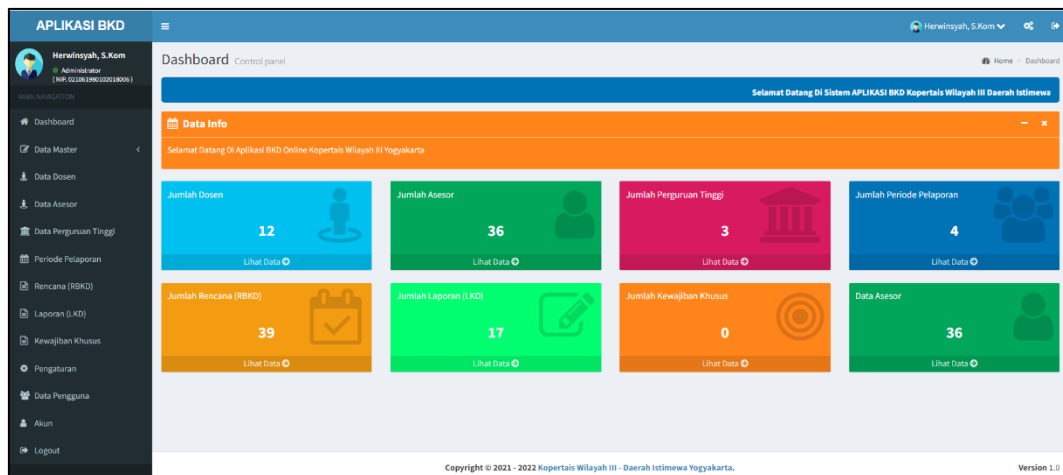 APLIKASI BKD
Herwinsyah, S.Kom
Herwinsyah, S.Kom
Administrator
( NIP. 021061980102018006 )
MAIN NAVIGATION
Dashboard
Data Master
Data Dosen
Data Asesor
Data Perguruan Tinggi
Periode Pelaporan
Rencana (RBKD)
Laporan (LKD)
Kewajiban Khusus
Pengaturan
Data Pengguna
Akun
Logout
Dashboard Control panel
Home > Dashboard
Selamat Datang Di Sistem APLIKASI BKD Kopertais Wilayah III Daerah Istimewa
Data Info
Selamat Datang Di Aplikasi BKD Online Kopertais Wilayah III Yogyakarta
Jumlah Dosen
12
Lihat Data
Jumlah Asesor
36
Lihat Data
Jumlah Perguruan Tinggi
3
Lihat Data
Jumlah Periode Pelaporan
4
Lihat Data
Jumlah Rencana (RBKD)
39
Lihat Data
Jumlah Laporan (LKD)
17
Lihat Data
Jumlah Kewajiban Khusus
0
Lihat Data
Data Asesor
36
Lihat Data
Copyright © 2021 - 2022 Kopertais Wilayah III - Daerah Istimewa Yogyakarta.
Version 1.0